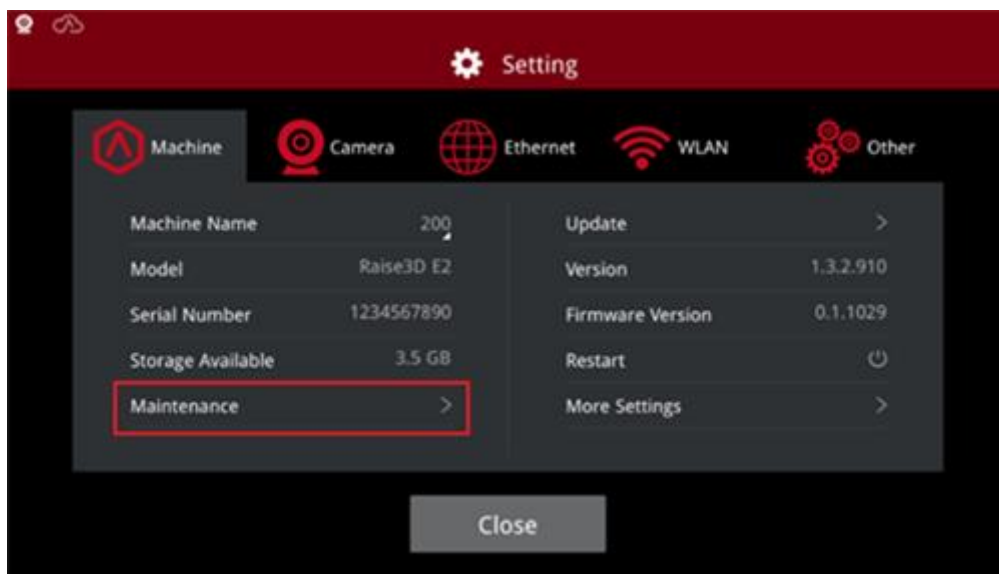 Setting
Machine Camera Ethernet WLAN Other
Machine Name 200
Model Raise3D E2
Serial Number 1234567890
Storage Available 3.5 GB
Maintenance >
Update >
Version 1.3.2.910
Firmware Version 0.1.1029
Restart
More Settings >
Close